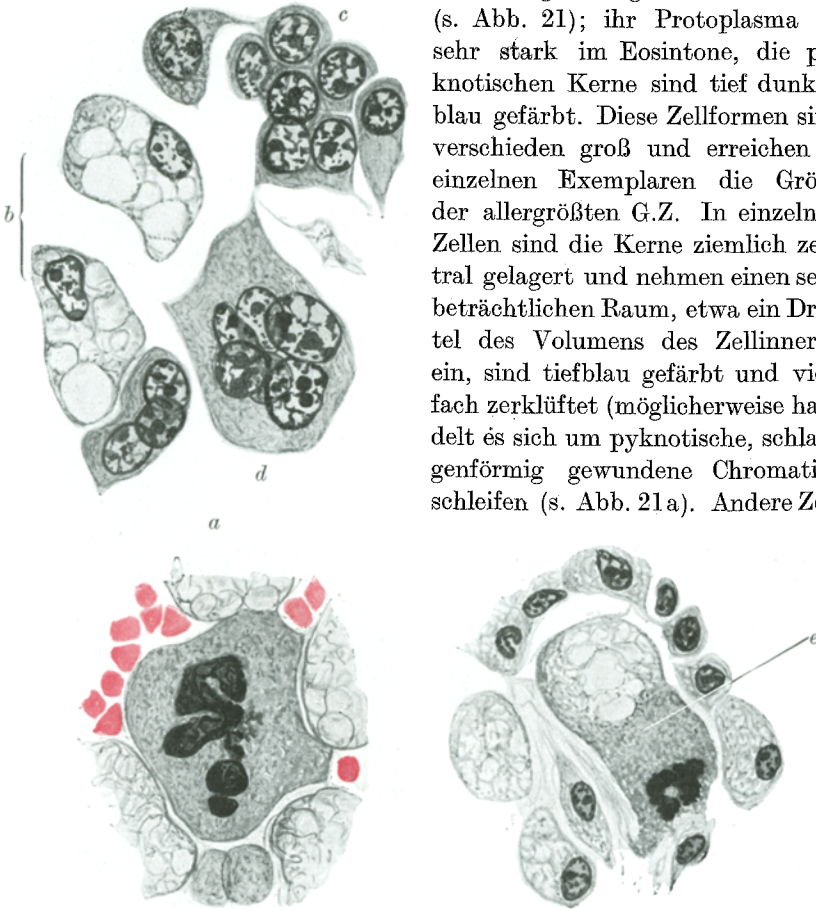 c
(s. Abb. 21); ihr Protoplasma
sehr stark im Eosintone, die p
knotischen Kerne sind tief dunk
blau gefärbt. Diese Zellformen si
verschieden groß und erreichen
einzelnen Exemplaren die Grö
der allergrößten G.Z. In einzeln
Zellen sind die Kerne ziemlich ze
tral gelagert und nehmen einen se
beträchtlichen Raum, etwa ein Dr
tel des Volumens des Zellinner
ein, sind tiefblau gefärbt und vi
fach zerklüftet (möglicherweise ha
delt es sich um pyknotische, schla
genförmig gewundene Chromati
schleifen (s. Abb. 21a). Andere Z
b
d
a
e